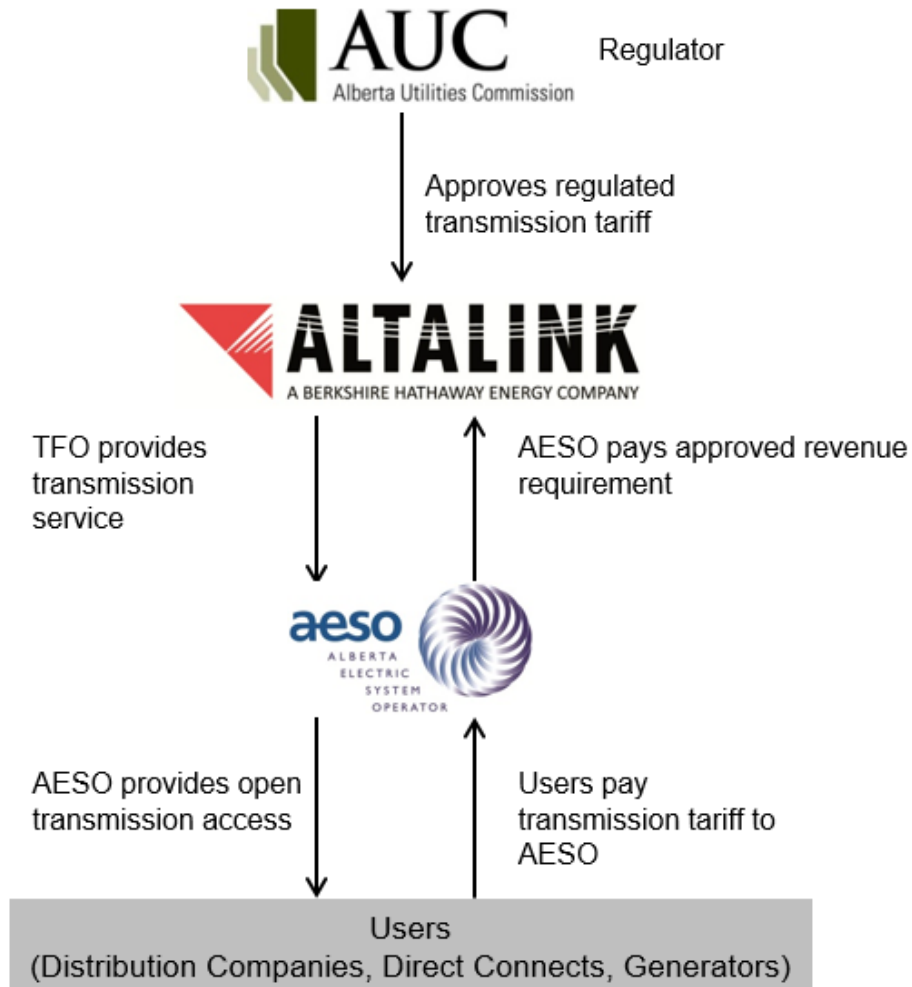 AUC
Regulator
Alberta Utilities Commission
Approves regulated
transmission tariff
ALTALINK
A BERKSHIRE HATHAWAY ENERGY COMPANY
TFO provides
transmission
service
AESO pays approved revenue
requirement
aeso
ALBERTA
ELECTRIC
SYSTEM
OPERATOR
AESO provides open
transmission access
Users pay
transmission tariff to
AESO
Users
(Distribution Companies, Direct Connects, Generators)